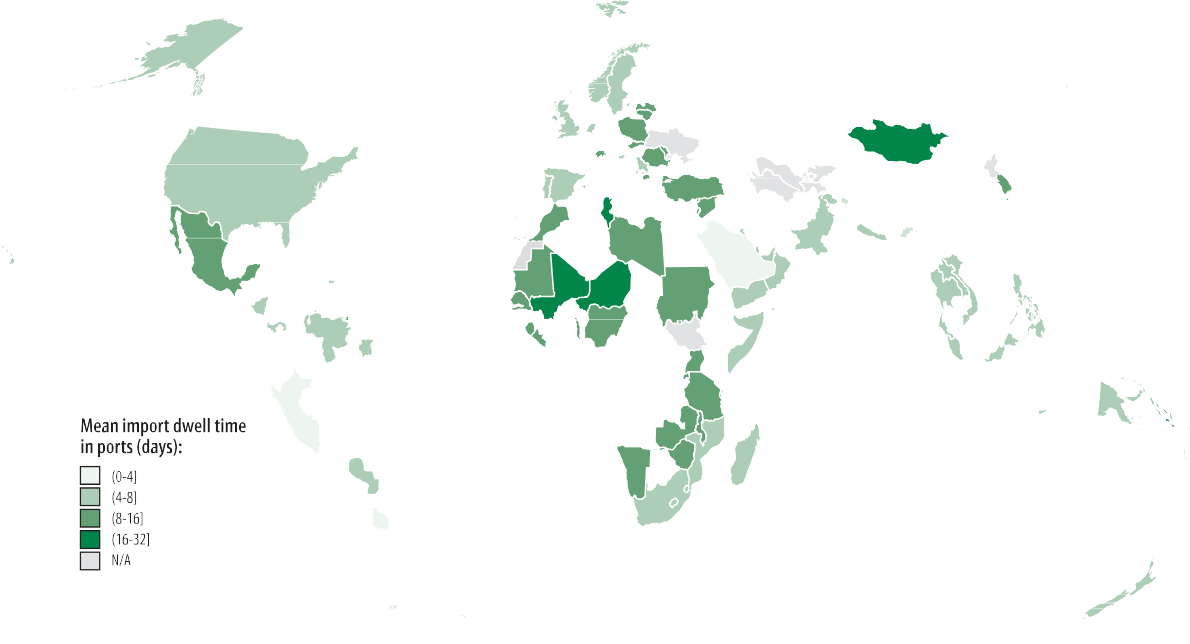 Mean import dwell time
in ports (days):
(0-4]
(4-8]
(8-16]
(16-32]
N/A